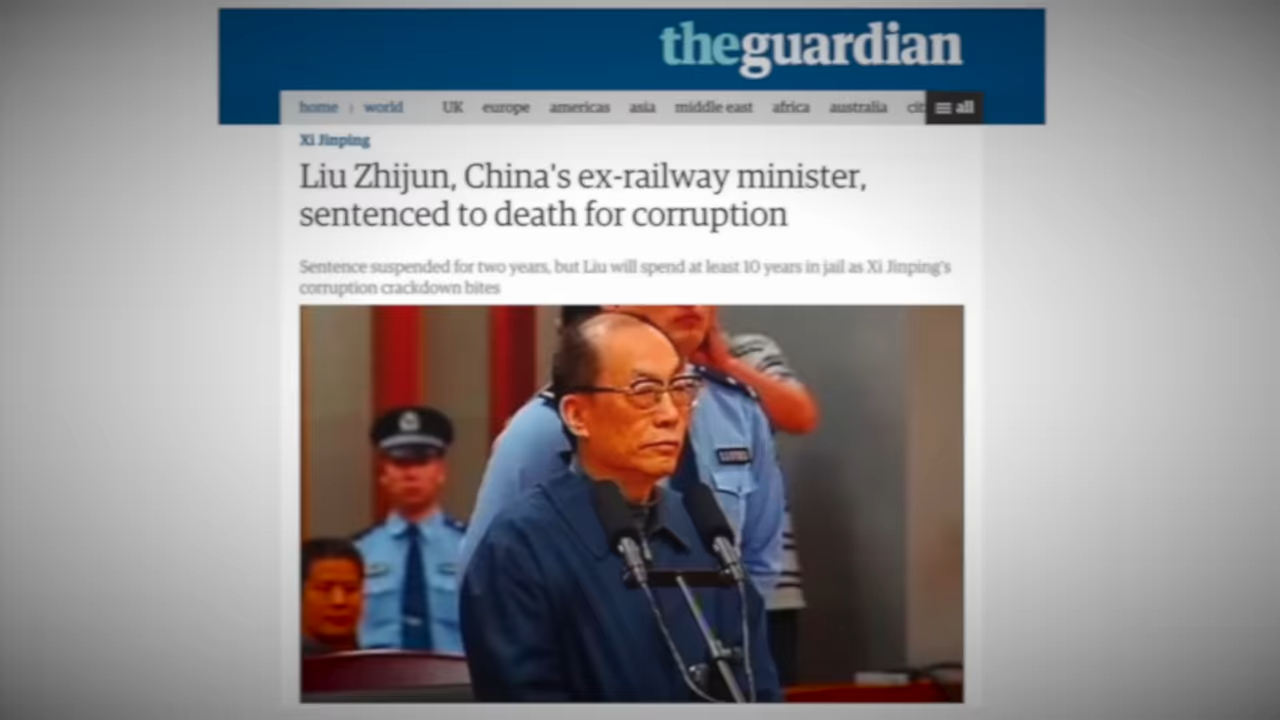 theguardian
home world UK europe americas asia middle east africa australia cit all
Xi Jinping
Liu Zhijun, China's ex-railway minister,
sentenced to death for corruption
Sentence suspended for two years, but Liu will spend at least 10 years in jail as Xi Jinping's
corruption crackdown bites